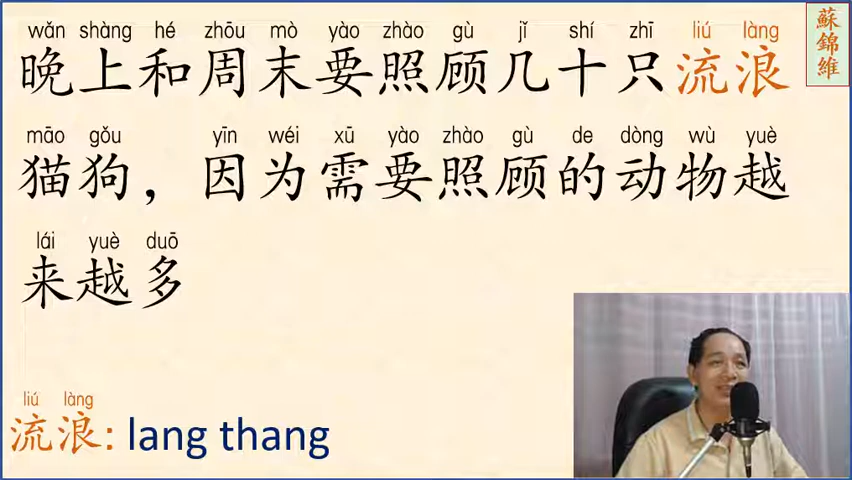 wǎn shàng hé zhōu mò yào zhào gù jǐ shí zhī liú làng
晚上和周末要照顾几十只流浪
māo gǒu yīn wéi xū yào zhào gù de dòng wù yuè
猫狗，因为需要照顾的动物越
lái yuè duō
来越多
liú làng
流浪: lang thang
蘇錦維